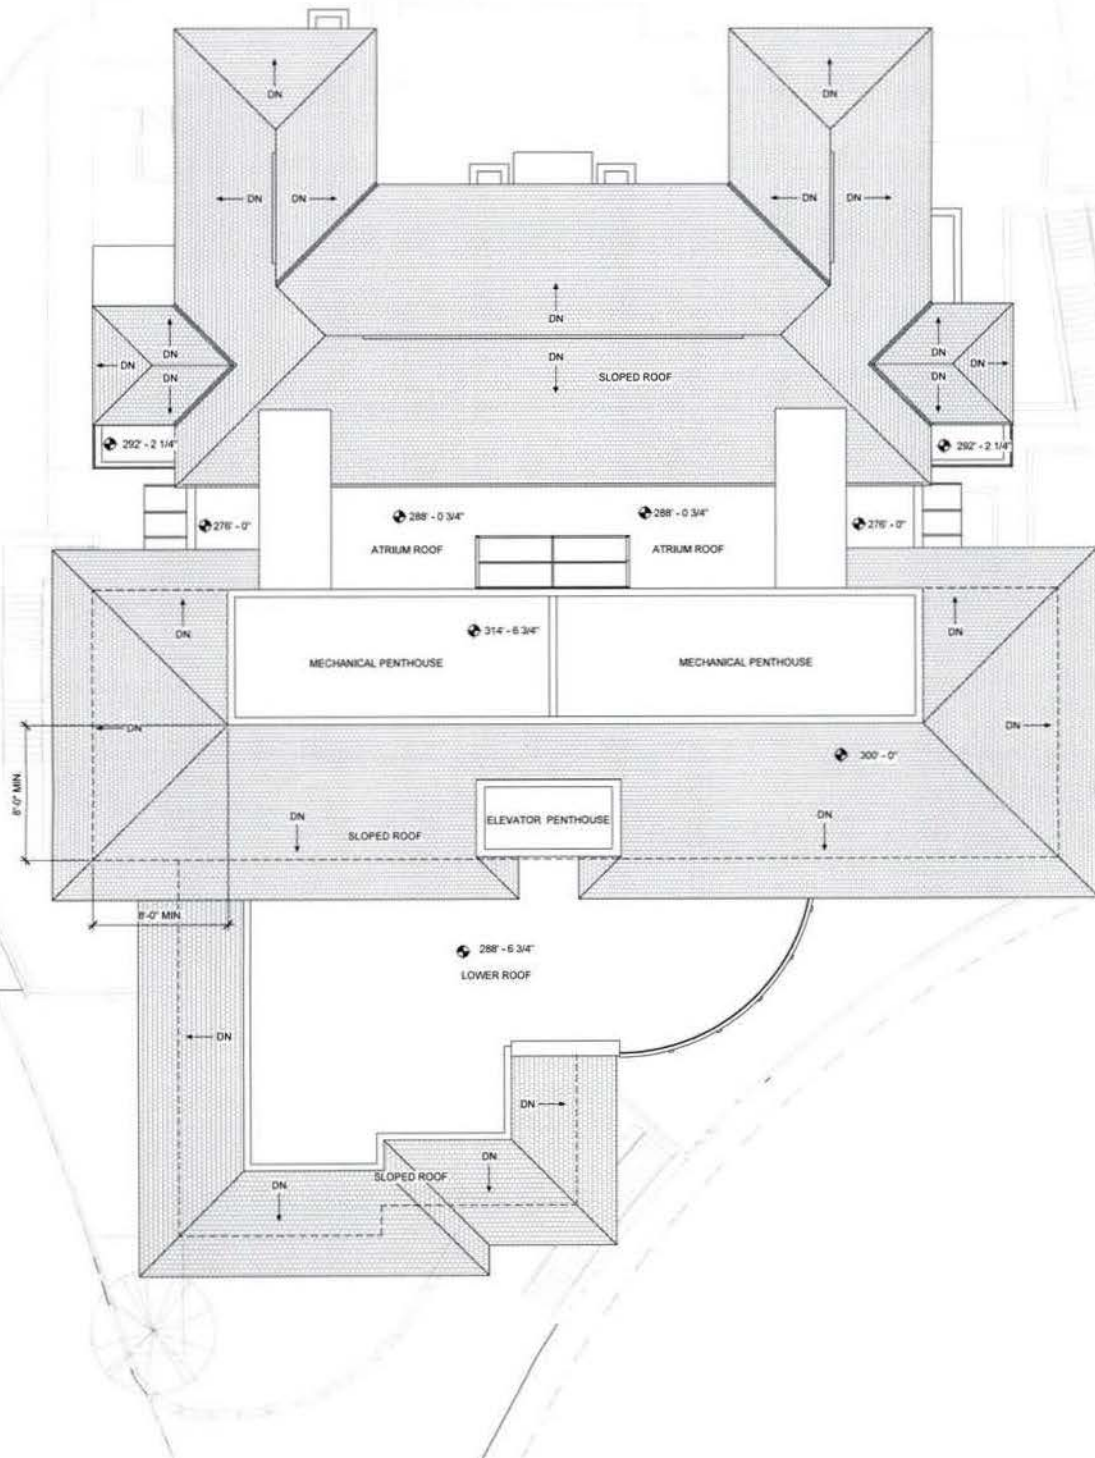 DN
DN
DN
DN
DN
DN
DN
DN
SLOPED ROOF
DN
DN
DN
DN
DN
DN
292' - 2 1/4"
292' - 2 1/4"
276' - 0"
288' - 0 3/4"
288' - 0 3/4"
276' - 0"
ATRIUM ROOF
ATRIUM ROOF
DN
314' - 6 3/4"
DN
MECHANICAL PENTHOUSE
MECHANICAL PENTHOUSE
DN
DN
300' - 0"
8'-0" MIN.
DN
ELEVATOR PENTHOUSE
DN
SLOPED ROOF
8'-0" MIN.
288' - 6 3/4"
LOWER ROOF
DN
DN
DN
SLOPED ROOF
DN